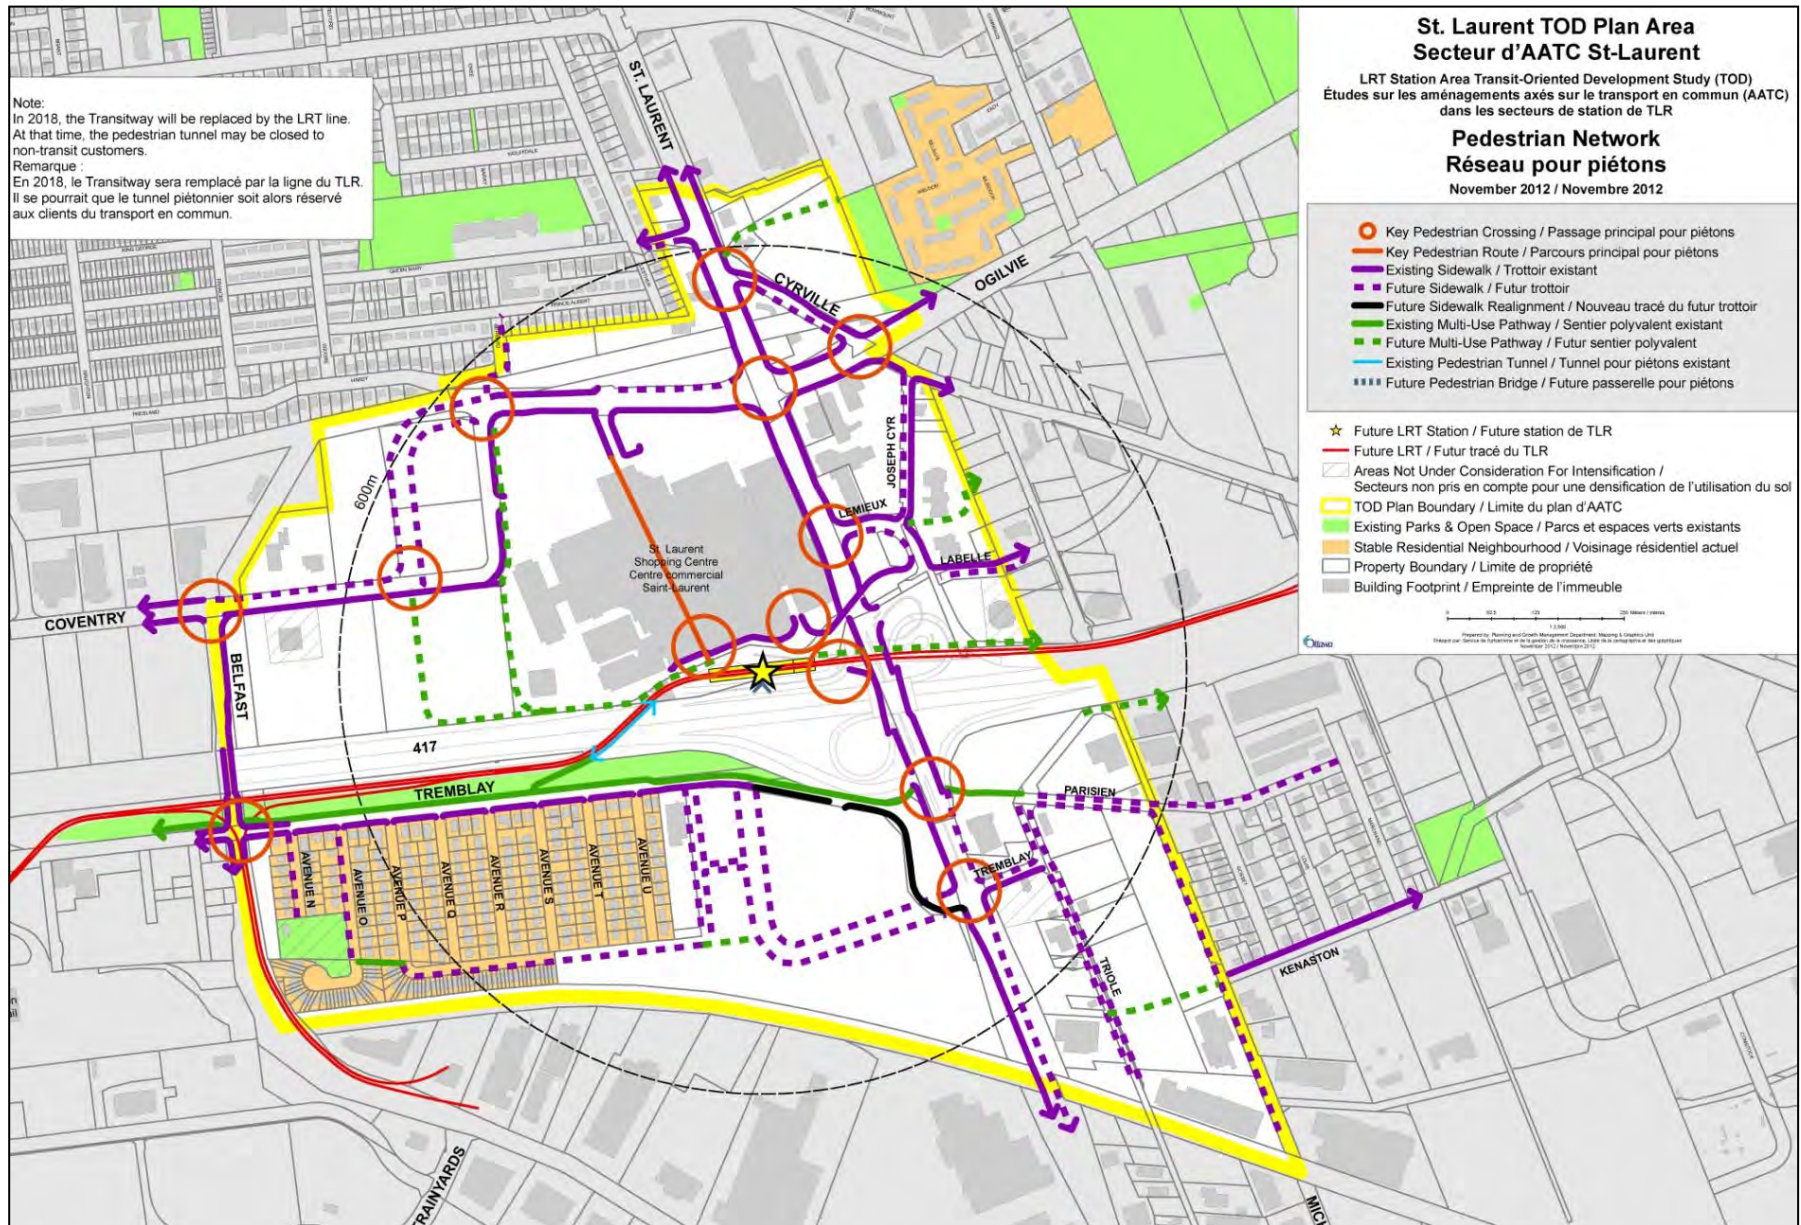 St. Laurent TOD Plan Area
Secteur d'AATC St-Laurent
LRT Station Area Transit-Oriented Development Study (TOD)
Études sur les aménagements axés sur le transport en commun (AATC)
dans les secteurs de station de TLR
Pedestrian Network
Réseau pour piétons
November 2012 / Novembre 2012
Key Pedestrian Crossing / Passage principal pour piétons
Key Pedestrian Route / Parcours principal pour piétons
Existing Sidewalk / Trottoir existant
Future Sidewalk / Futur trottoir
Future Sidewalk Realignment / Nouveau tracé du futur trottoir
Existing Multi-Use Pathway / Sentier polyvalent existant
Future Multi-Use Pathway / Futur sentier polyvalent
Existing Pedestrian Tunnel / Tunnel pour piétons existant
Future Pedestrian Bridge / Future passerelle pour piétons
Future LRT Station / Future station de TLR
Future LRT / Futur tracé du TLR
Areas Not Under Consideration For Intensification /
Secteurs non pris en compte pour une densification de l'utilisation du sol
TOD Plan Boundary / Limite du plan d'AATC
Existing Parks & Open Space / Parcs et espaces verts existants
Stable Residential Neighbourhood / Voisinage résidentiel actuel
Property Boundary / Limite de propriété
Building Footprint / Empreinte de l'immeuble
Ottawa
Note:
In 2018, the Transitway will be replaced by the LRT line.
At that time, the pedestrian tunnel may be closed to
non-transit customers.
Remarque :
En 2018, le Transitway sera remplacé par la ligne du TLR.
Il se pourrait que le tunnel piétonnier soit alors réservé
aux clients du transport en commun.
ST. LAURENT
CYRVILLE
OGILVIE
600m
JOSEPH CYR
LEMIEUX
LABELLE
St. Laurent
Shopping Centre
Centre commercial
Saint-Laurent
COVENTRY
BELFAST
417
TREMBLAY
PARISIEN
AVENUE N
AVENUE O
AVENUE P
AVENUE Q
AVENUE R
AVENUE S
AVENUE T
AVENUE U
TREMBLAY
TRIOLE
KENASTON
RAINYARDS
MICH